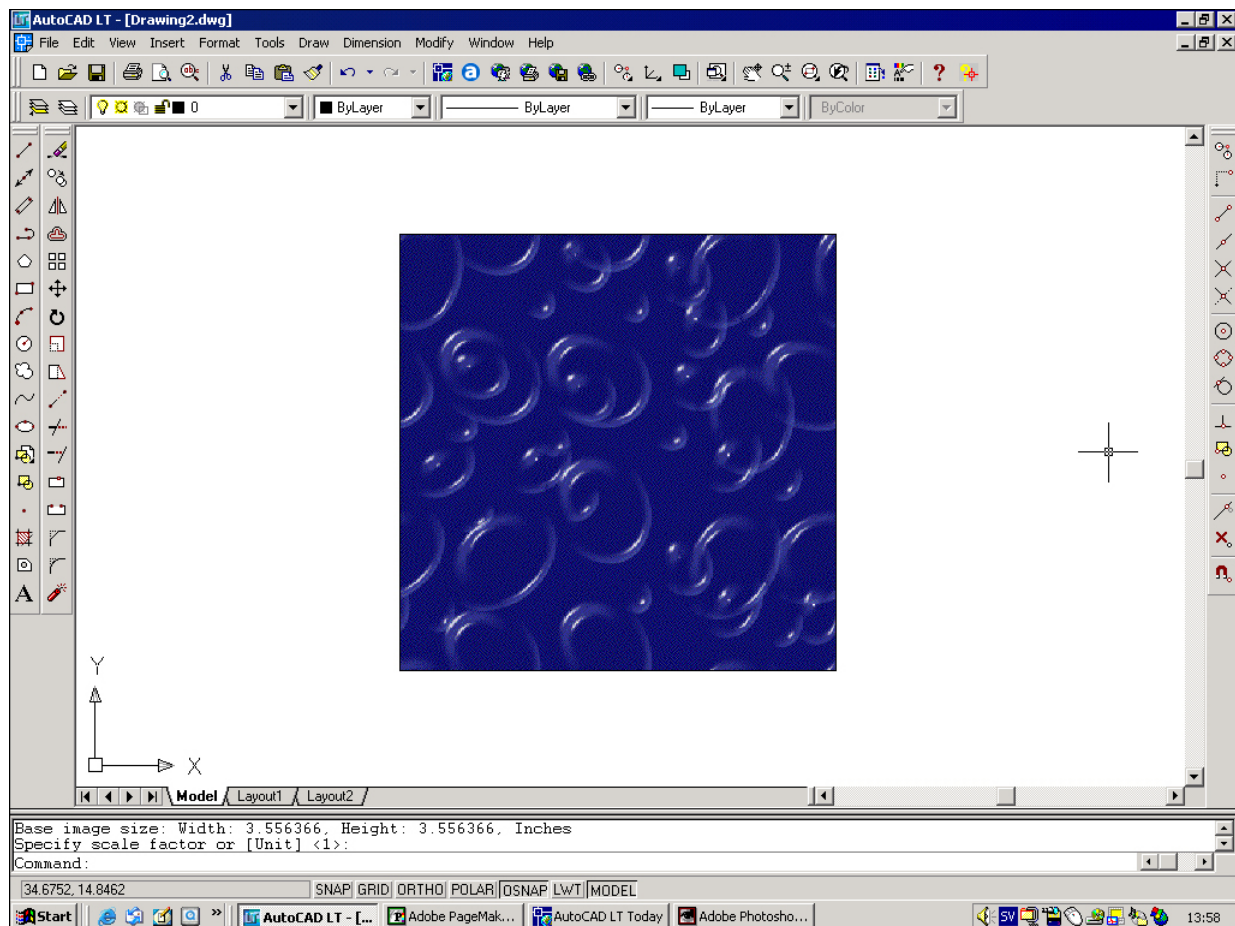 AutoCAD LT - [Drawing2.dwg]
File Edit View Insert Format Tools Draw Dimension Modify Window Help
0 ByLayer ByLayer ByLayer ByColor
A
Y
X
Model Layout1 Layout2
Base image size: Width: 3.556366, Height: 3.556366, Inches
Specify scale factor or [Unit] <1>:
Command:
34.6752, 14.8462 SNAP GRID ORTHO POLAR OSNAP LWT MODEL
Start » AutoCAD LT - [... Adobe PageMak... AutoCAD LT Today Adobe Photosho... SV 13:58